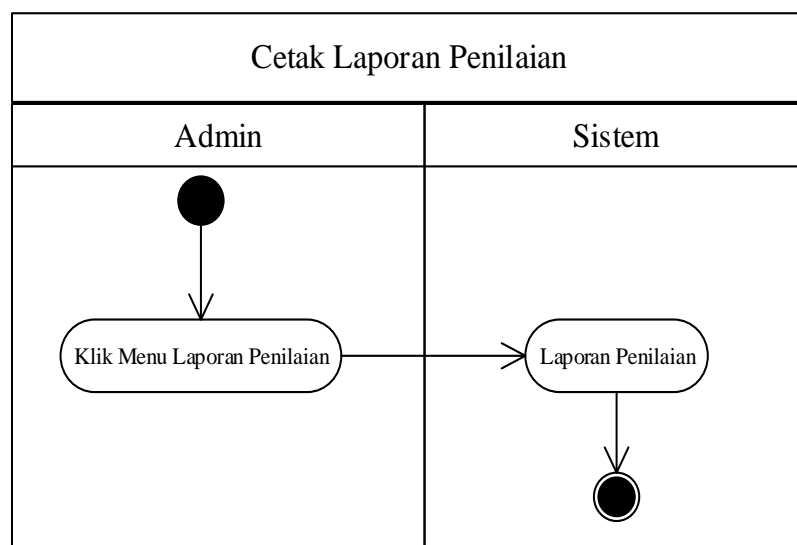 Cetak Laporan Penilaian
Admin
Sistem
Klik Menu Laporan Penilaian
Laporan Penilaian